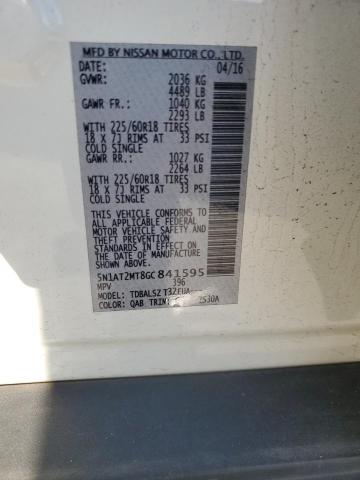 MFD BY NISSAN MOTOR CO., LTD.
DATE: 04/16
GVWR: 2036 KG
4489 LB
GAWR FR.: 1040 KG
2293 LB
WITH 225/60R18 TIRES
18 X 7J RIMS AT 33 PSI
COLD SINGLE
GAWR RR.: 1027 KG
2264 LB
WITH 225/60R18 TIRES
18 X 7J RIMS AT 33 PSI
COLD SINGLE
THIS VEHICLE CONFORMS TO
ALL APPLICABLE FEDERAL
MOTOR VEHICLE SAFETY AND
THEFT PREVENTION
STANDARDS IN EFFECT ON
THE DATE OF MANUFACTURE
SHOWN ABOVE.
5N1AT2MT8GC841595
MPV 396
MODEL: TDBALSZ
COLOR: QAB TRIM: